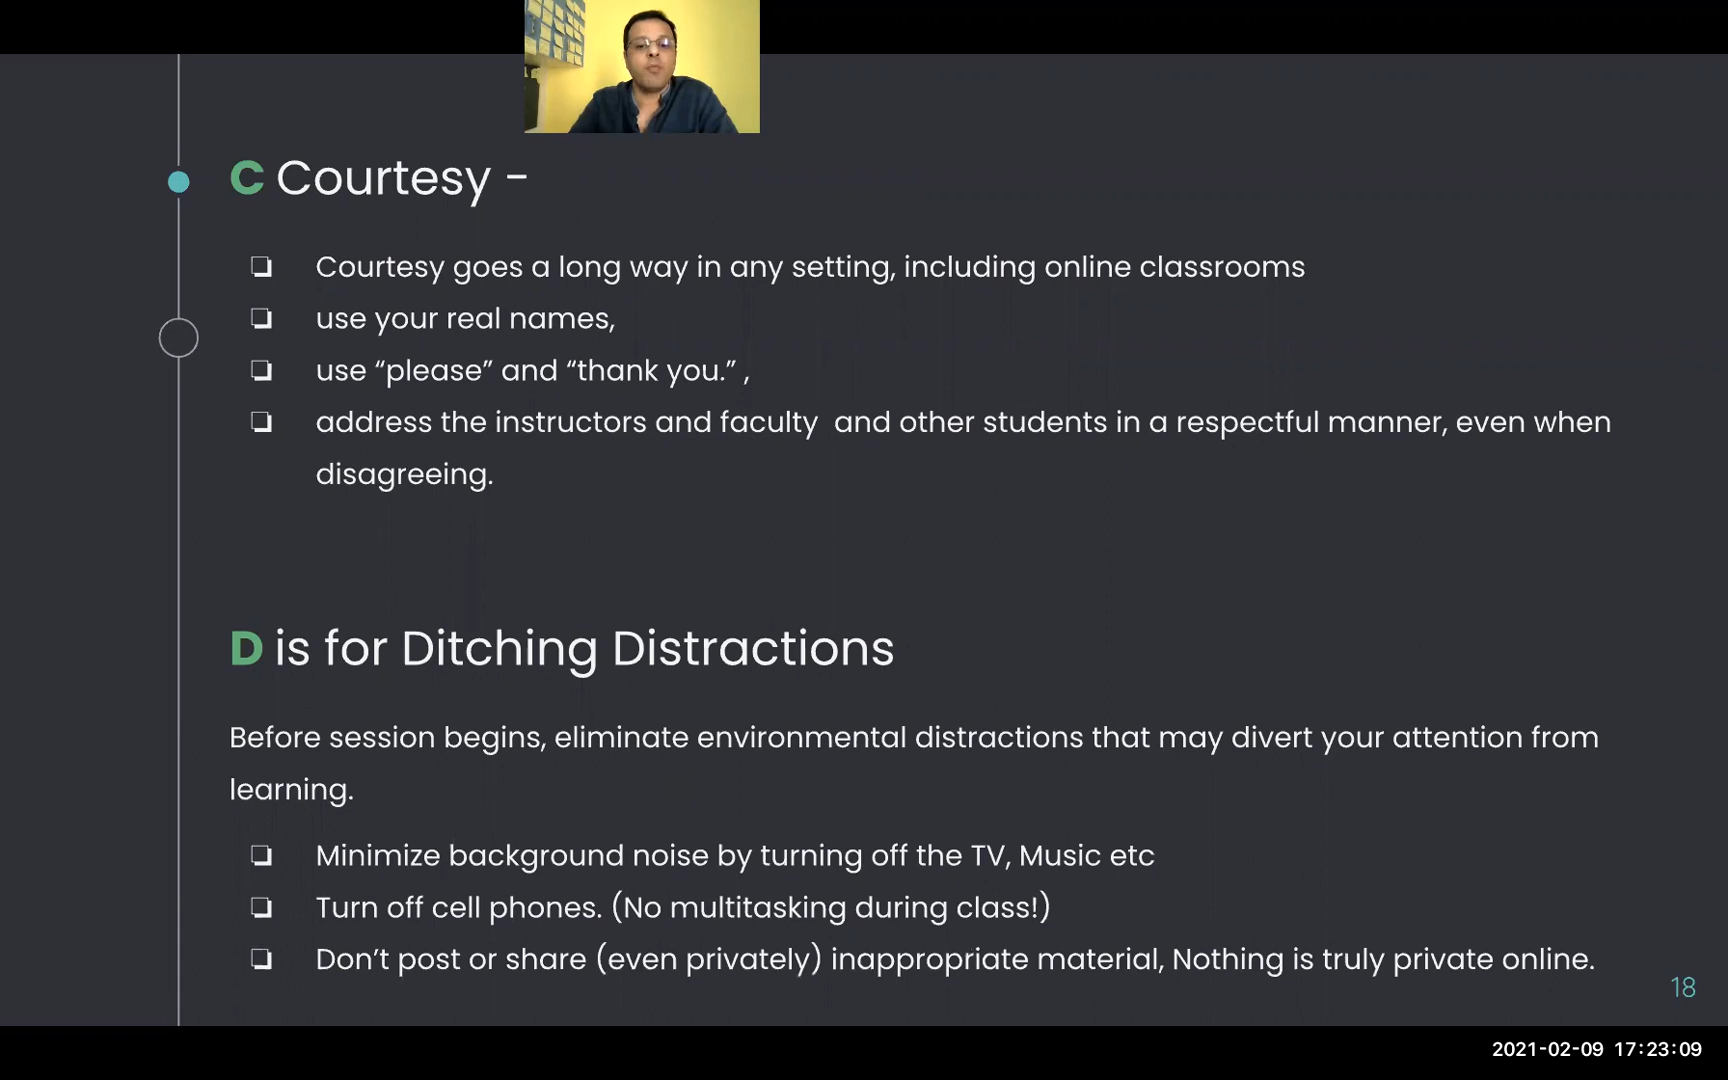 C Courtesy -
❏ Courtesy goes a long way in any setting, including online classrooms
❏ use your real names,
❏ use “please” and “thank you.” ,
❏ address the instructors and faculty  and other students in a respectful manner, even when
disagreeing.
D is for Ditching Distractions
Before session begins, eliminate environmental distractions that may divert your attention from
learning.
❏ Minimize background noise by turning off the TV, Music etc
❏ Turn off cell phones. (No multitasking during class!)
❏ Don’t post or share (even privately) inappropriate material, Nothing is truly private online.
18
2021-02-09 17:23:09